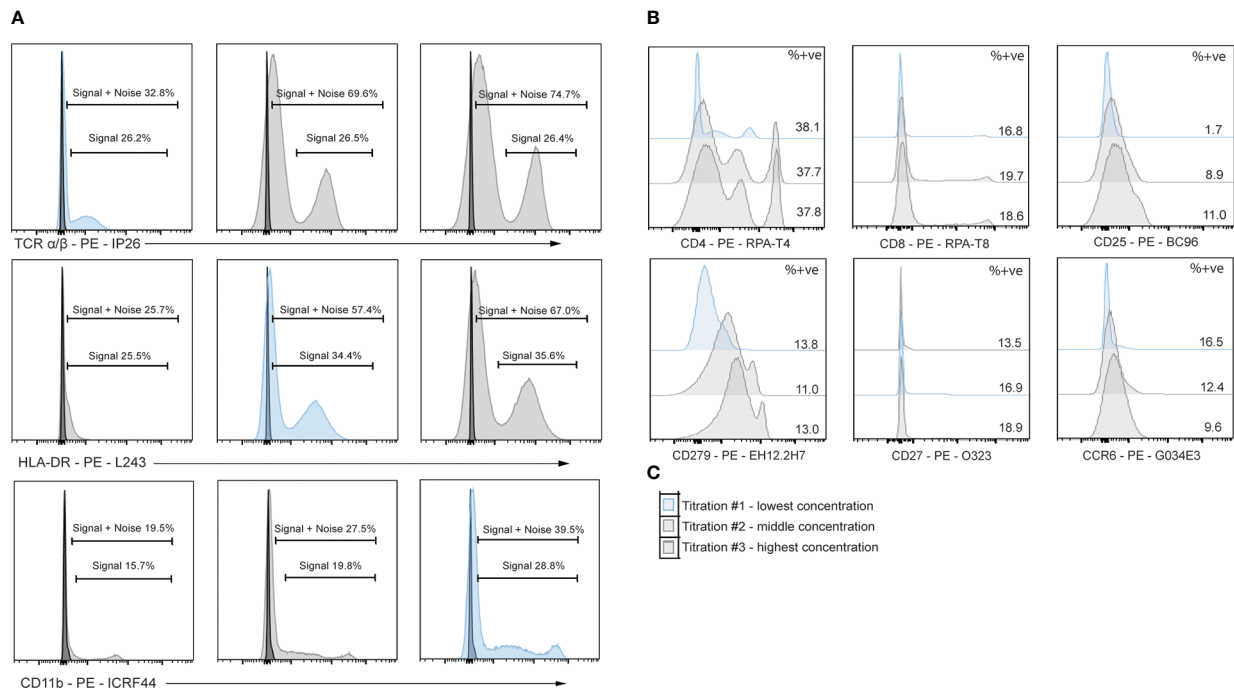 A
Signal + Noise 32.8%
Signal 26.2%
Signal + Noise 69.6%
Signal 26.5%
Signal + Noise 74.7%
Signal 26.4%
TCR α/β - PE - IP26
Signal + Noise 25.7%
Signal 25.5%
Signal + Noise 57.4%
Signal 34.4%
Signal + Noise 67.0%
Signal 35.6%
HLA-DR - PE - L243
Signal + Noise 19.5%
Signal 15.7%
Signal + Noise 27.5%
Signal 19.8%
Signal + Noise 39.5%
Signal 28.8%
CD11b - PE - ICRF44
B
%+ve
38.1
37.7
37.8
CD4 - PE - RPA-T4
%+ve
16.8
19.7
18.6
CD8 - PE - RPA-T8
%+ve
1.7
8.9
11.0
CD25 - PE - BC96
%+ve
13.8
11.0
13.0
CD279 - PE - EH12.2H7
%+ve
13.5
16.9
18.9
CD27 - PE - O323
%+ve
16.5
12.4
9.6
CCR6 - PE - G034E3
C
Titration #1 - lowest concentration
Titration #2 - middle concentration
Titration #3 - highest concentration